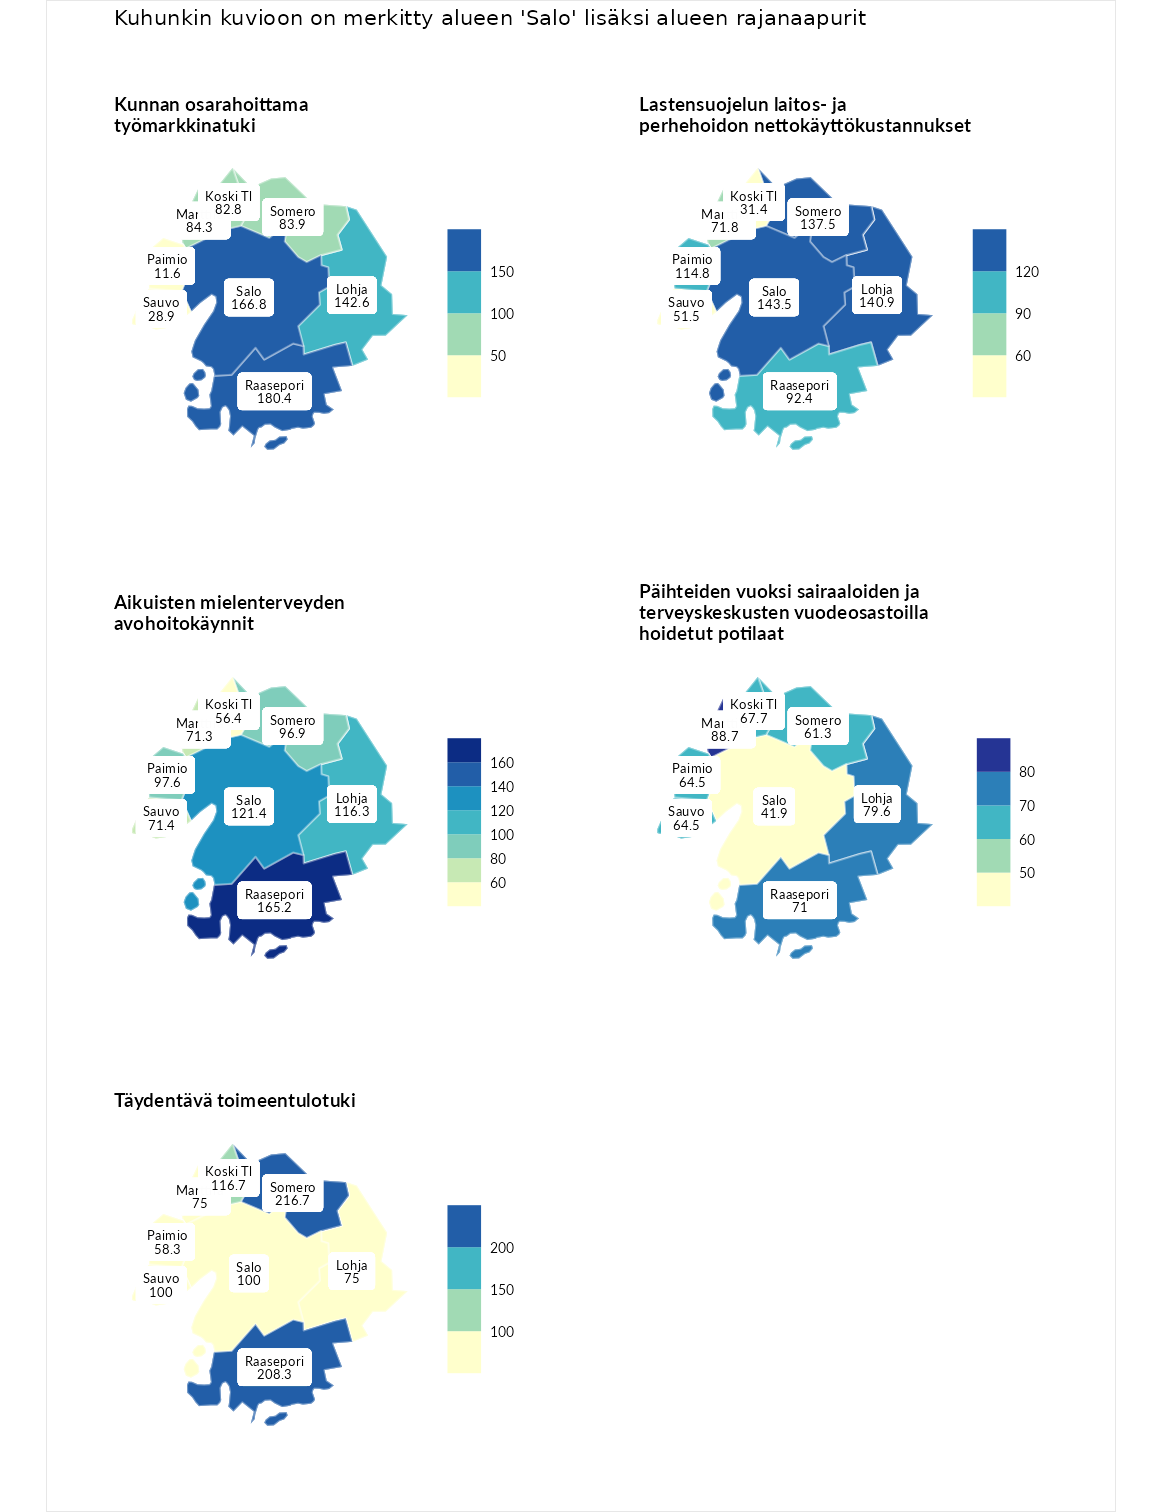 Kuhunkin kuvioon on merkitty alueen 'Salo' lisäksi alueen rajanaapurit
Kunnan osarahoittama
työmarkkinatuki
Koski Tl
82.8
Mar
84.3
Somero
83.9
Paimio
11.6
Salo
166.8
Lohja
142.6
Sauvo
28.9
Raasepori
180.4
150
100
50
Lastensuojelun laitos- ja
perhehoidon nettokäyttökustannukset
Koski Tl
31.4
Mar
71.8
Somero
137.5
Paimio
114.8
Salo
143.5
Lohja
140.9
Sauvo
51.5
Raasepori
92.4
120
90
60
Aikuisten mielenterveyden
avohoitokäynnit
Koski Tl
56.4
Mar
71.3
Somero
96.9
Paimio
97.6
Salo
121.4
Lohja
116.3
Sauvo
71.4
Raasepori
165.2
160
140
120
100
80
60
Päihteiden vuoksi sairaaloiden ja
terveyskeskusten vuodeosastoilla
hoidetut potilaat
Koski Tl
67.7
Mar
88.7
Somero
61.3
Paimio
64.5
Salo
41.9
Lohja
79.6
Sauvo
64.5
Raasepori
71
80
70
60
50
Täydentävä toimeentulotuki
Koski Tl
116.7
Mar
75
Somero
216.7
Paimio
58.3
Salo
100
Lohja
75
Sauvo
100
Raasepori
208.3
200
150
100